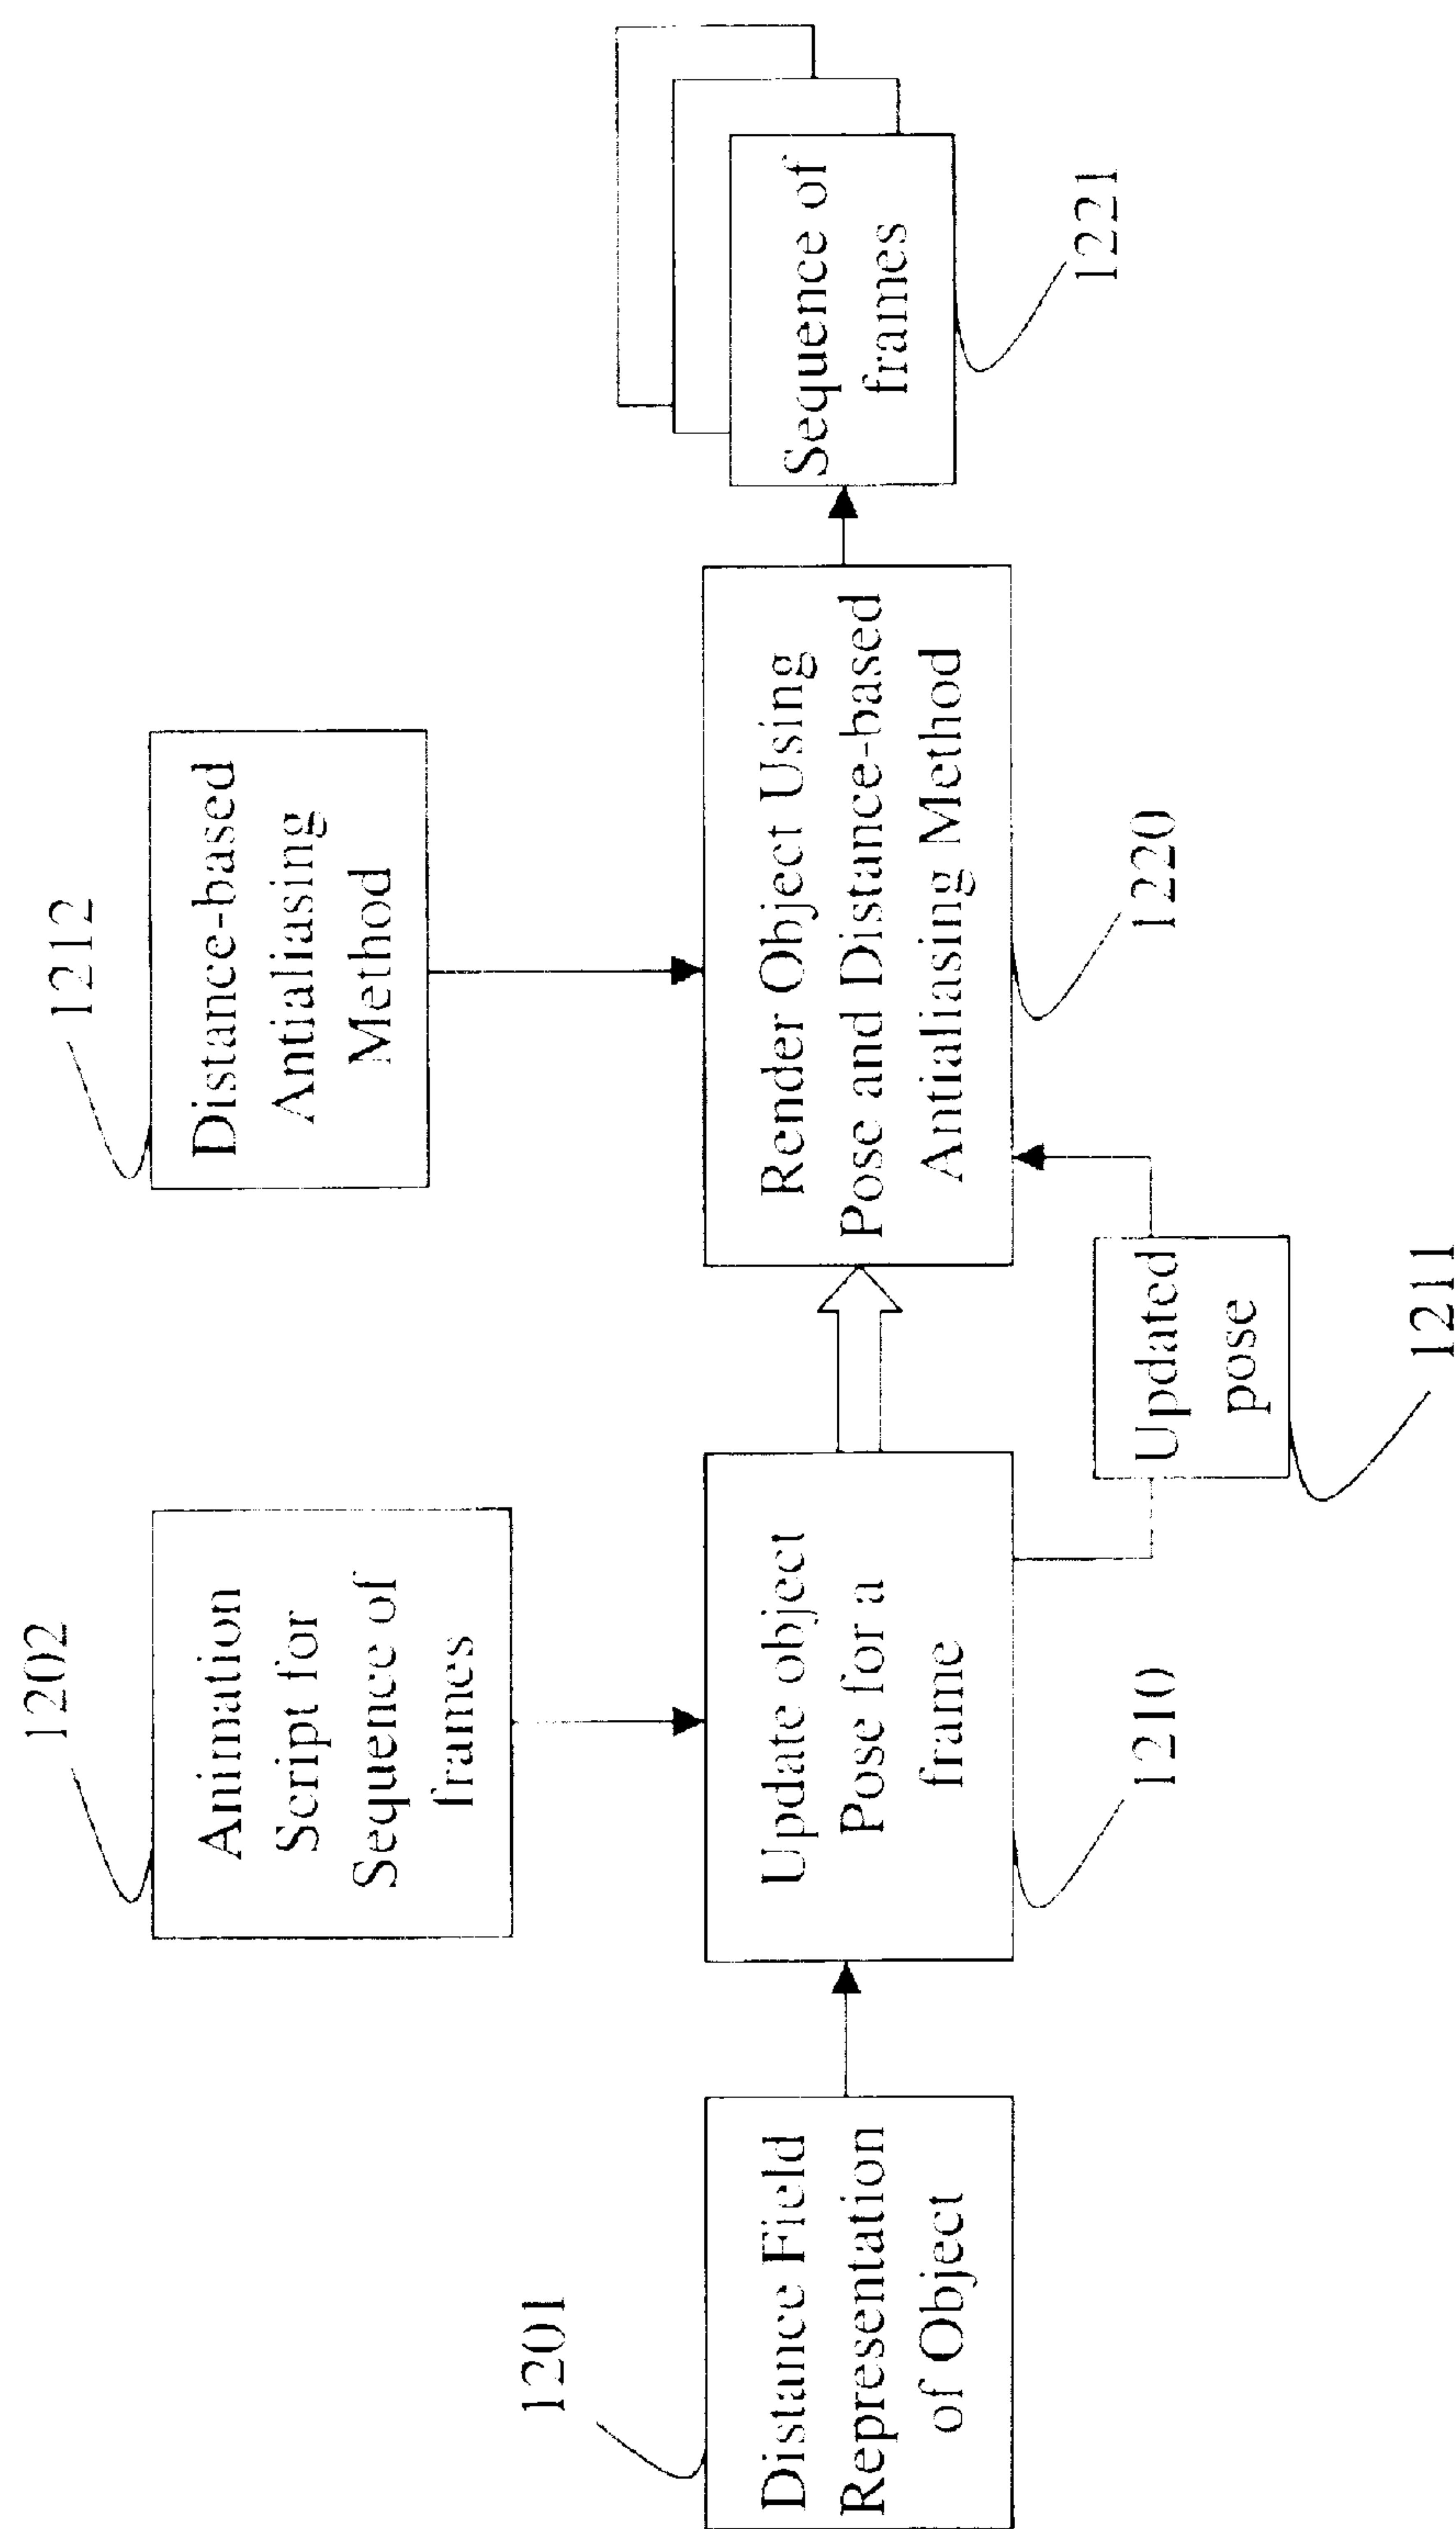 1202
Animation
Script for
Sequence of
frames
1212
Distance-based
Antialiasing
Method
1201
Distance Field
Representation
of Object
Update object
Pose for a
frame
1210
Updated
pose
1211
Render Object Using
Pose and Distance-based
Antialiasing Method
1220
Sequence of
frames
1221